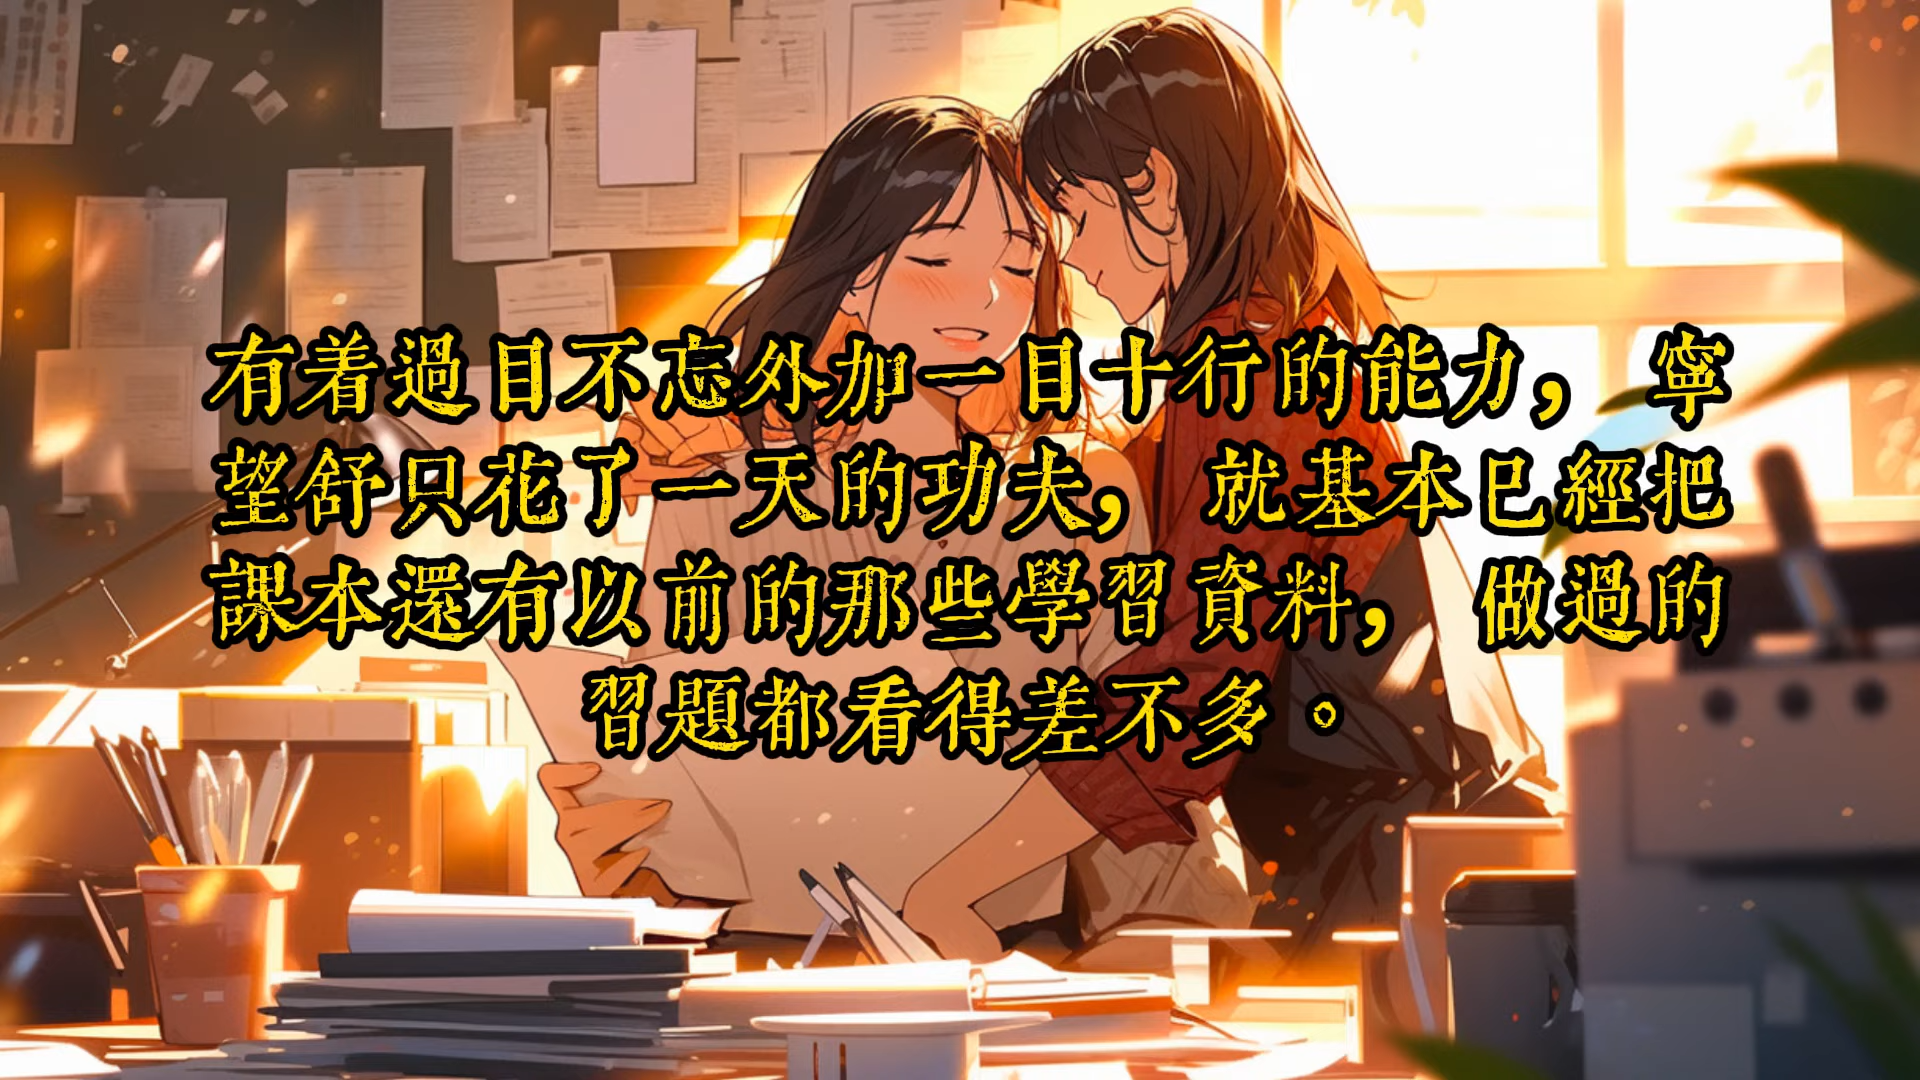 有着過目不忘外加一目十行的能力，寧
望舒只花了一天的功夫，就基本已經把
課本還有以前的那些學習資料，做過的
習題都看得差不多。